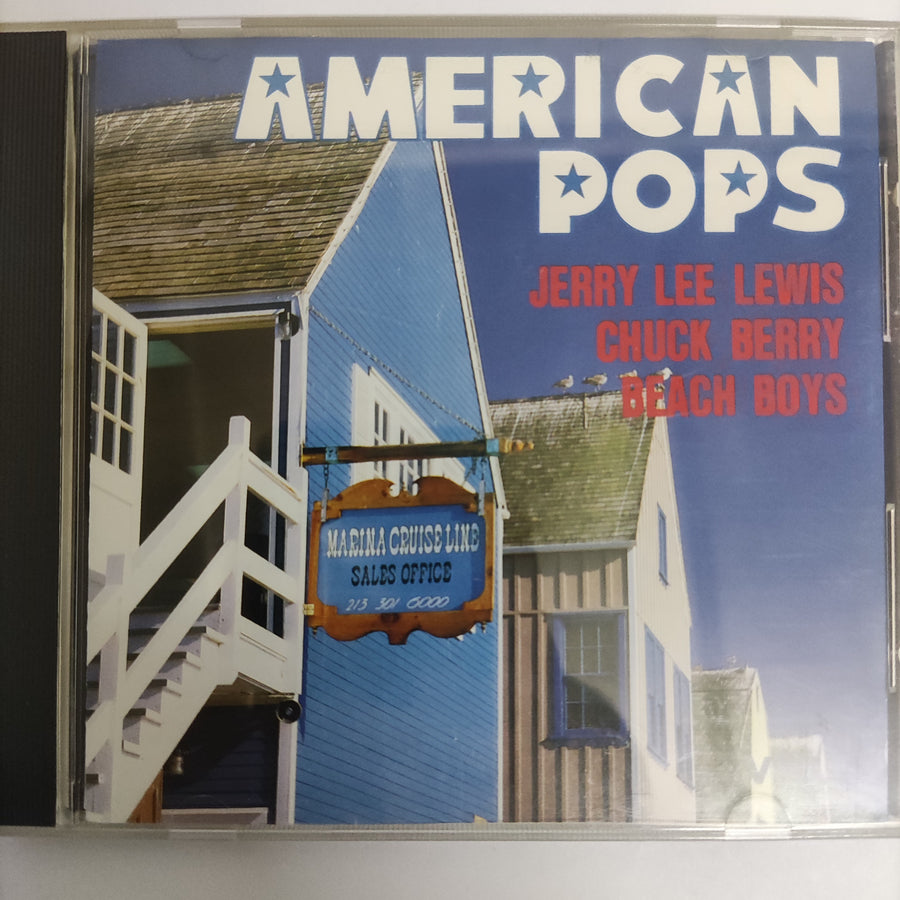 AMERICAN
POPS
JERRY LEE LEWIS
CHUCK BERRY
BEACH BOYS
MARINA CRUISE LINE
SALES OFFICE
213 301 6000